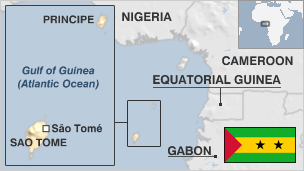 PRINCIPE
NIGERIA
Gulf of Guinea
(Atlantic Ocean)
CAMEROON
EQUATORIAL GUINEA
São Tomé
SAO TOME
GABON